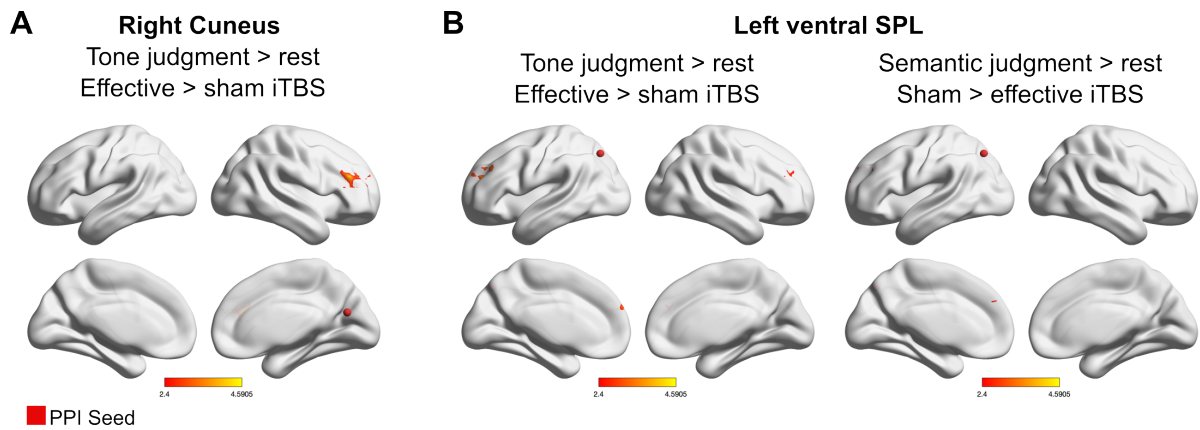 A
Right Cuneus
Tone judgment > rest
Effective > sham iTBS
2.4 4.5905
PPI Seed
B
Left ventral SPL
Tone judgment > rest
Effective > sham iTBS
2.4 4.5905
Semantic judgment > rest
Sham > effective iTBS
2.4 4.5905